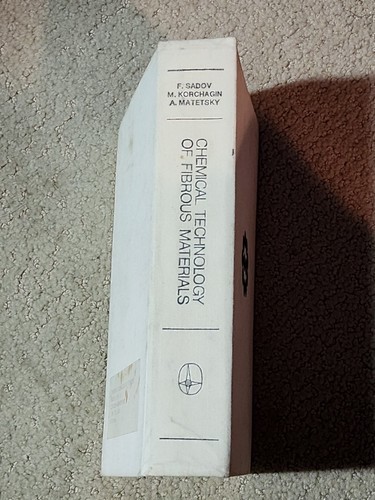 F. SADOV
M. KORCHAGIN
A. MATETSKY
CHEMICAL TECHNOLOGY
OF FIBROUS MATERIALS